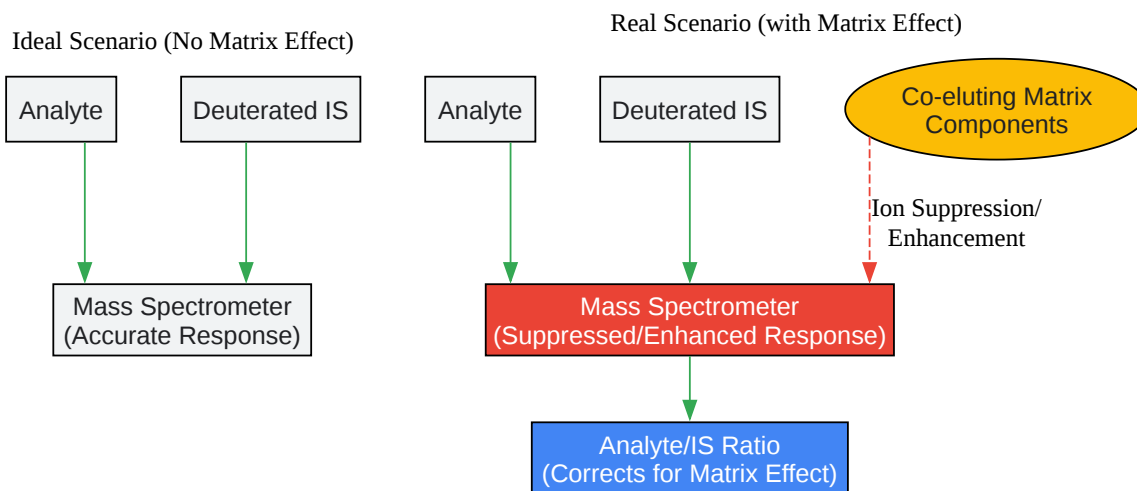 Ideal Scenario (No Matrix Effect)
Analyte
Deuterated IS
Mass Spectrometer
(Accurate Response)
Real Scenario (with Matrix Effect)
Analyte
Deuterated IS
Co-eluting Matrix
Components
Ion Suppression/
Enhancement
Mass Spectrometer
(Suppressed/Enhanced Response)
Analyte/IS Ratio
(Corrects for Matrix Effect)